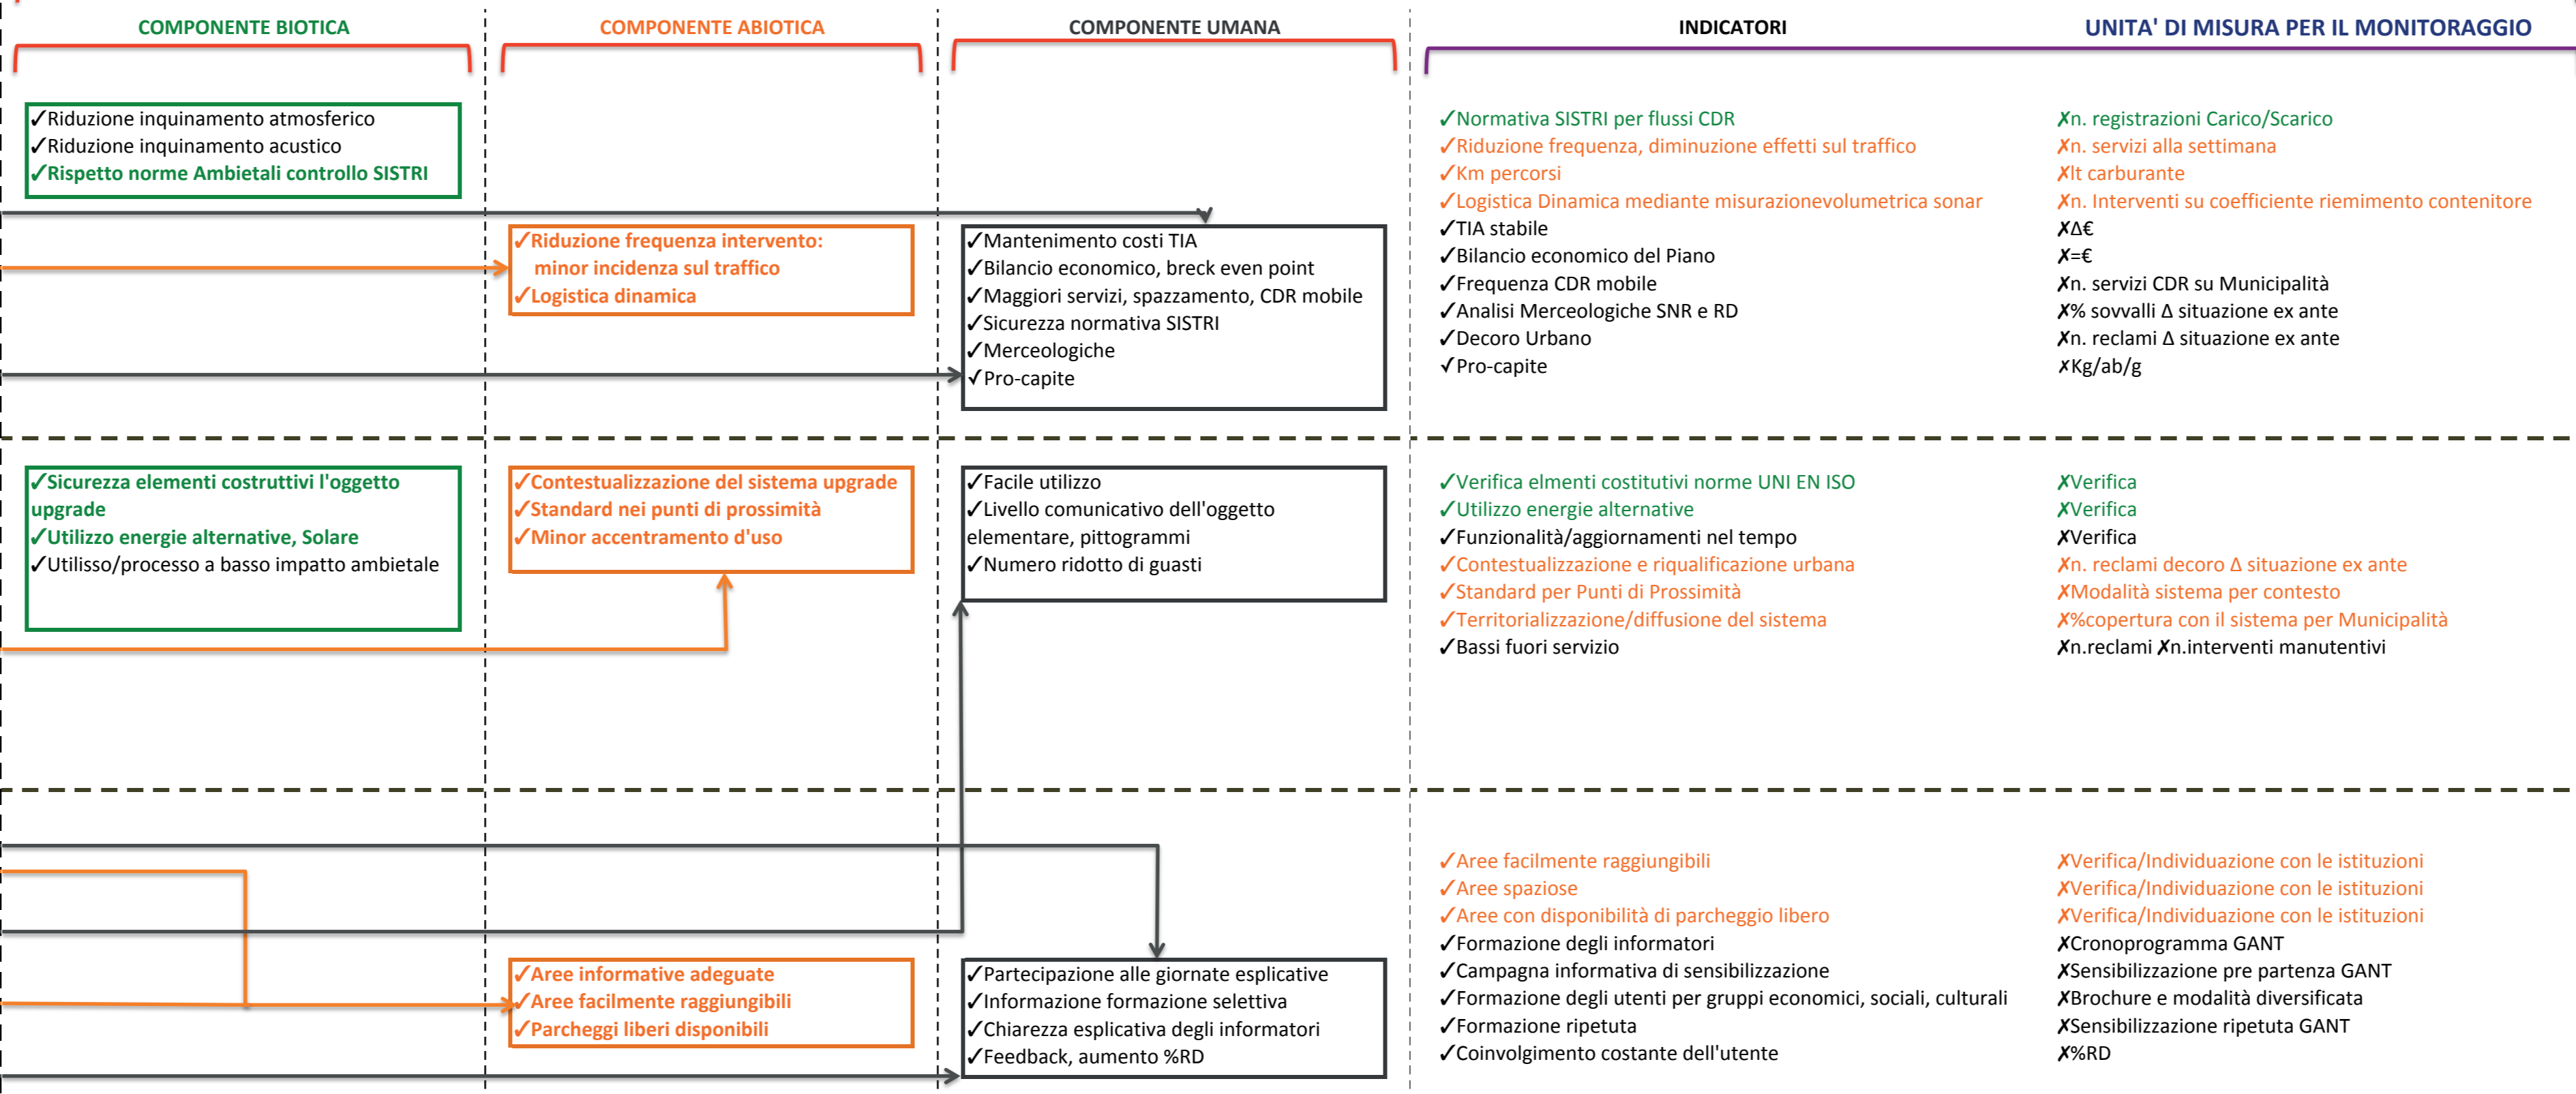 COMPONENTE BIOTICA
COMPONENTE ABIOTICA
COMPONENTE UMANA
INDICATORI
UNITA' DI MISURA PER IL MONITORAGGIO
✓Riduzione inquinamento atmosferico
✓Riduzione inquinamento acustico
✓Rispetto norme Ambietali controllo SISTRI
✓Riduzione frequenza intervento:
minor incidenza sul traffico
✓Logistica dinamica
✓Mantenimento costi TIA
✓Bilancio economico, breck even point
✓Maggiori servizi, spazzamento, CDR mobile
✓Sicurezza normativa SISTRI
✓Merceologiche
✓Pro-capite
✓Normativa SISTRI per flussi CDR
✓Riduzione frequenza, diminuzione effetti sul traffico
✓Km percorsi
✓Logistica Dinamica mediante misurazionevolumetrica sonar
✓TIA stabile
✓Bilancio economico del Piano
✓Frequenza CDR mobile
✓Analisi Merceologiche SNR e RD
✓Decoro Urbano
✓Pro-capite
✗n. registrazioni Carico/Scarico
✗n. servizi alla settimana
✗lt carburante
✗n. Interventi su coefficiente riemimento contenitore
✗Δ€
✗=€
✗n. servizi CDR su Municipalità
✗% sovvalli Δ situazione ex ante
✗n. reclami Δ situazione ex ante
✗Kg/ab/g
✓Sicurezza elementi costruttivi l'oggetto
upgrade
✓Utilizzo energie alternative, Solare
✓Utilisso/processo a basso impatto ambietale
✓Contestualizzazione del sistema upgrade
✓Standard nei punti di prossimità
✓Minor accentramento d'uso
✓Facile utilizzo
✓Livello comunicativo dell'oggetto
elementare, pittogrammi
✓Numero ridotto di guasti
✓Verifica elmenti costitutivi norme UNI EN ISO
✓Utilizzo energie alternative
✓Funzionalità/aggiornamenti nel tempo
✓Contestualizzazione e riqualificazione urbana
✓Standard per Punti di Prossimità
✓Territorializzazione/diffusione del sistema
✓Bassi fuori servizio
✗Verifica
✗Verifica
✗Verifica
✗n. reclami decoro Δ situazione ex ante
✗Modalità sistema per contesto
✗%copertura con il sistema per Municipalità
✗n.reclami ✗n.interventi manutentivi
✓Aree informative adeguate
✓Aree facilmente raggiungibili
✓Parcheggi liberi disponibili
✓Partecipazione alle giornate esplicative
✓Informazione formazione selettiva
✓Chiarezza esplicativa degli informatori
✓Feedback, aumento %RD
✓Aree facilmente raggiungibili
✓Aree spaziose
✓Aree con disponibilità di parcheggio libero
✓Formazione degli informatori
✓Campagna informativa di sensibilizzazione
✓Formazione degli utenti per gruppi economici, sociali, culturali
✓Formazione ripetuta
✓Coinvolgimento costante dell'utente
✗Verifica/Individuazione con le istituzioni
✗Verifica/Individuazione con le istituzioni
✗Verifica/Individuazione con le istituzioni
✗Cronoprogramma GANT
✗Sensibilizzazione pre partenza GANT
✗Brochure e modalità diversificata
✗Sensibilizzazione ripetuta GANT
✗%RD